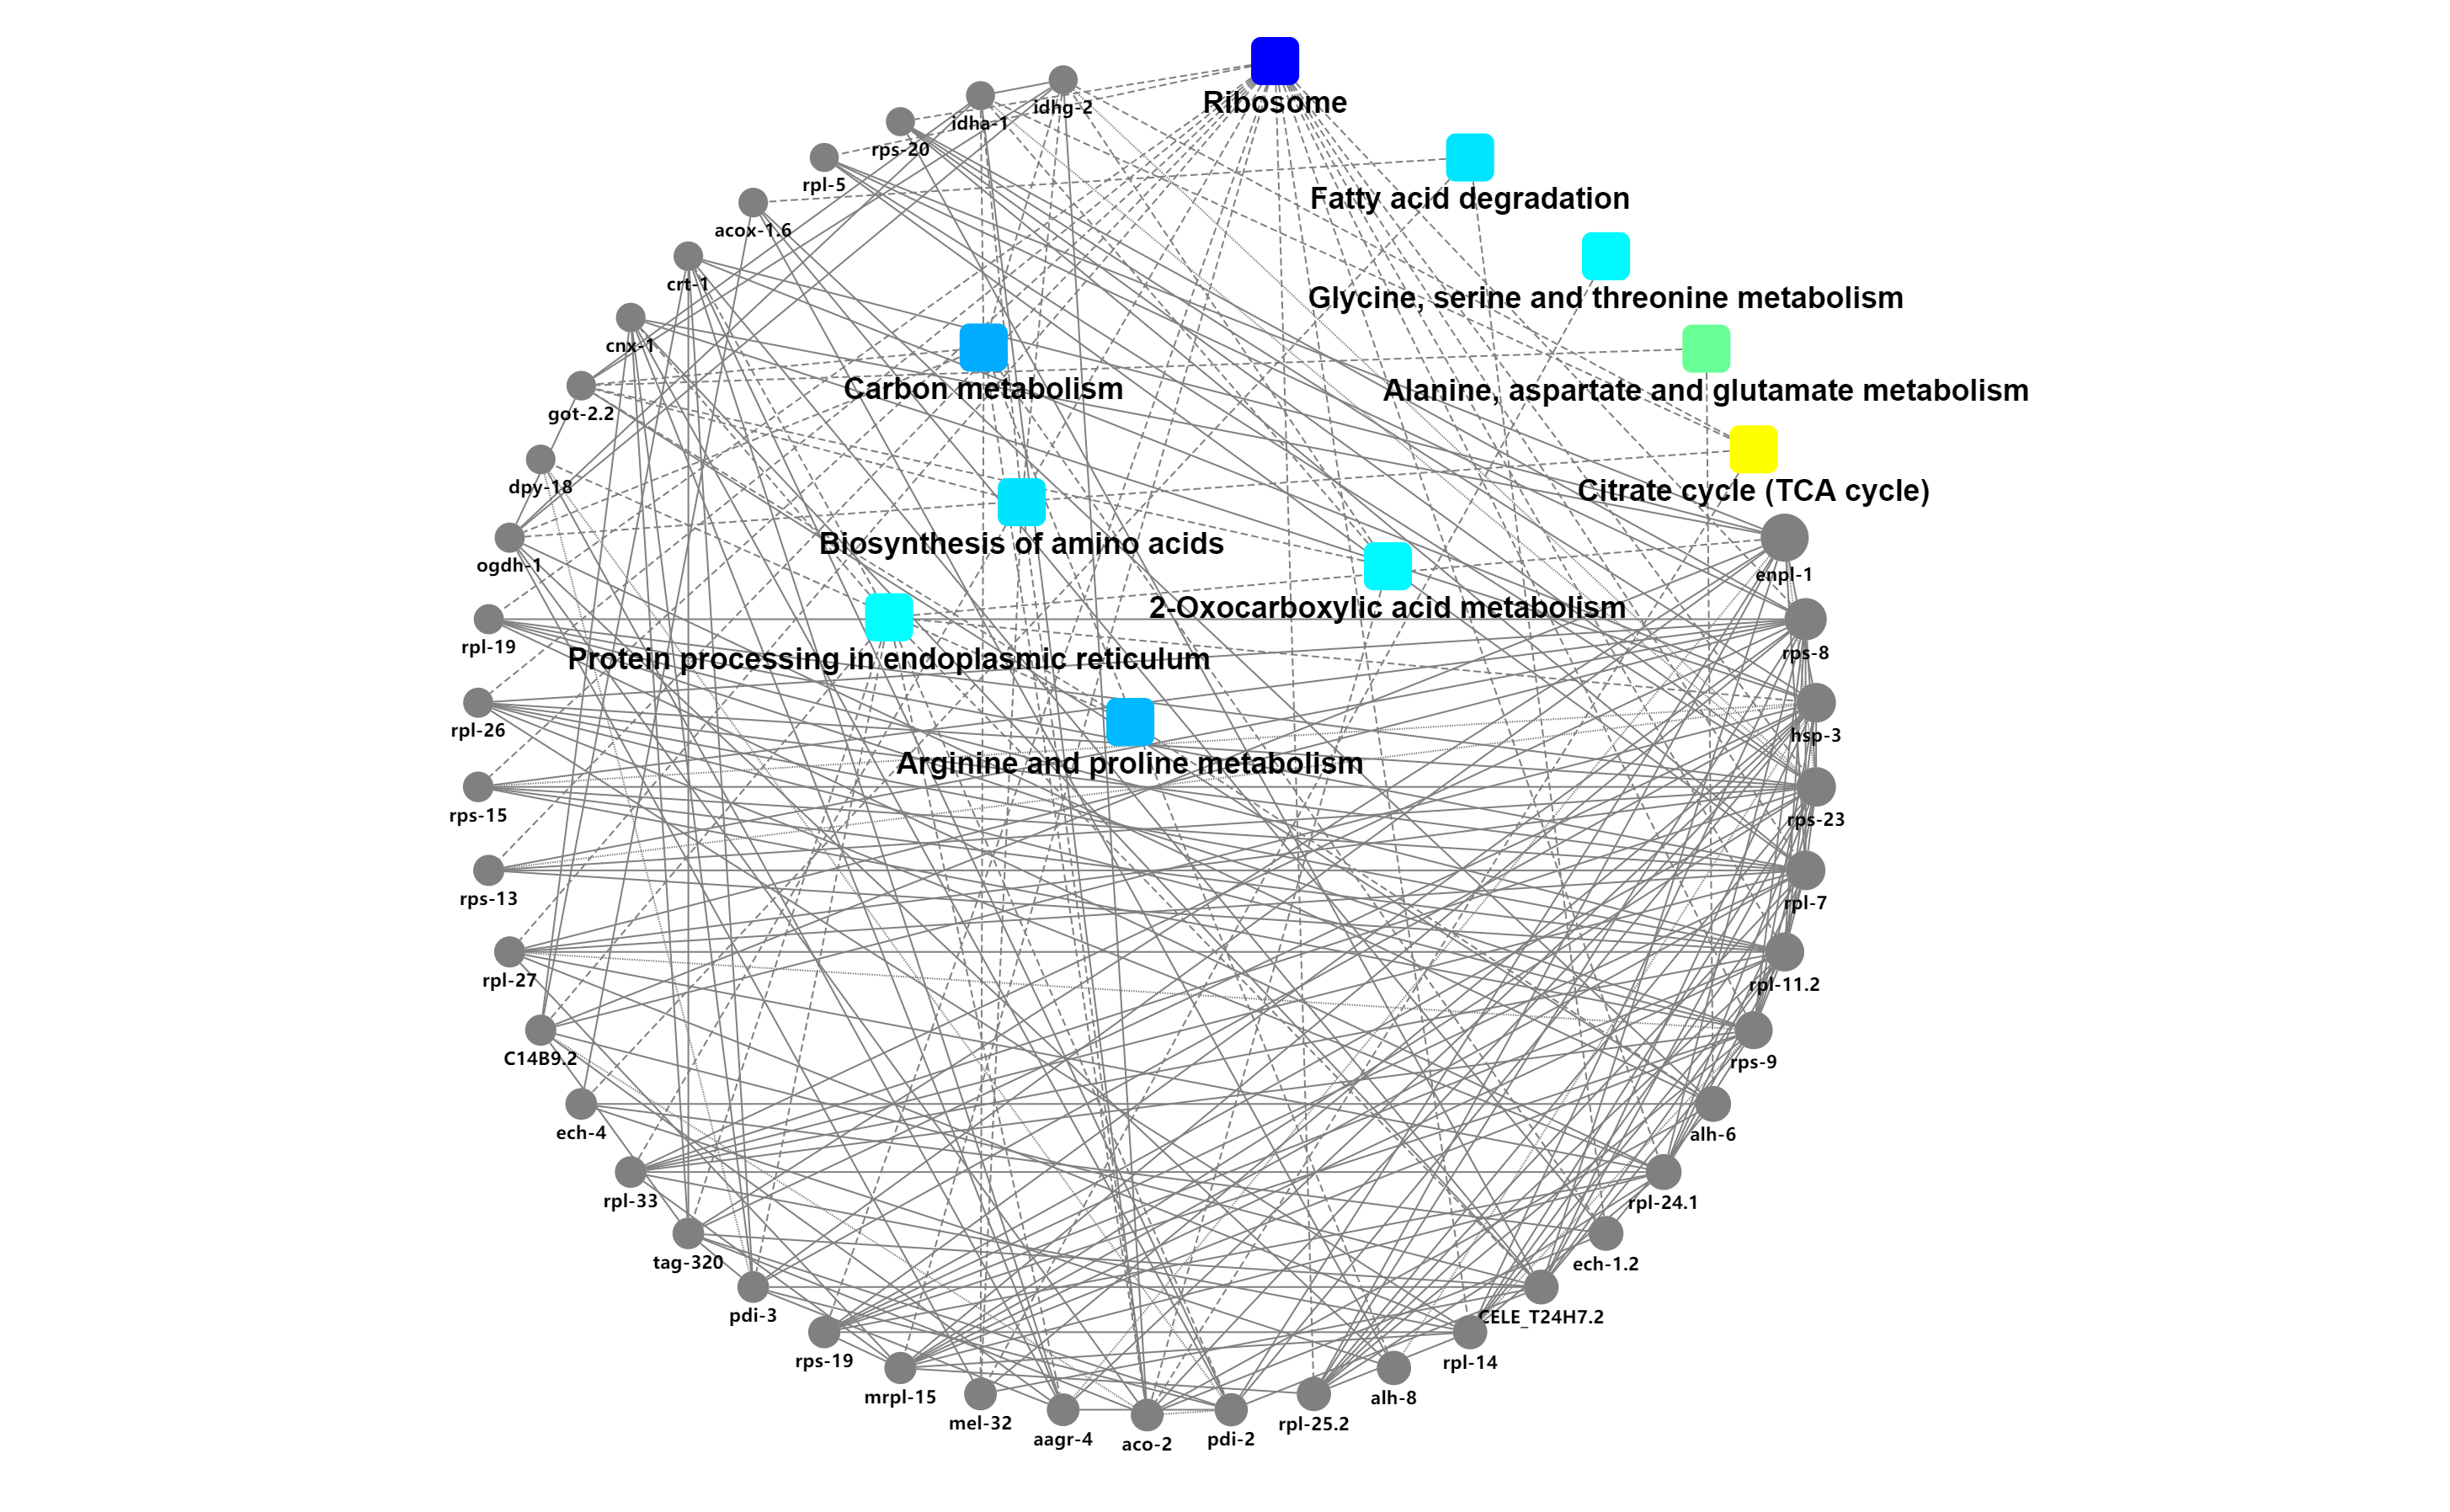 Ribosome
idhg-2
idha-1
rps-20
rpl-5
Fatty acid degradation
acox-1.6
crt-1
Glycine, serine and threonine metabolism
cnx-1
Carbon metabolism
Alanine, aspartate and glutamate metabolism
got-2.2
dpy-18
Citrate cycle (TCA cycle)
Biosynthesis of amino acids
ogdh-1
enpl-1
2-Oxocarboxylic acid metabolism
rpl-19
rps-8
Protein processing in endoplasmic reticulum
rpl-26
hsp-3
Arginine and proline metabolism
rps-15
rps-23
rps-13
rpl-7
rpl-27
rpl-11.2
C14B9.2
rps-9
ech-4
alh-6
rpl-33
rpl-24.1
tag-320
ech-1.2
pdi-3
CELE_T24H7.2
rps-19
rpl-14
mrpl-15
alh-8
mel-32
rpl-25.2
aagr-4
aco-2
pdi-2